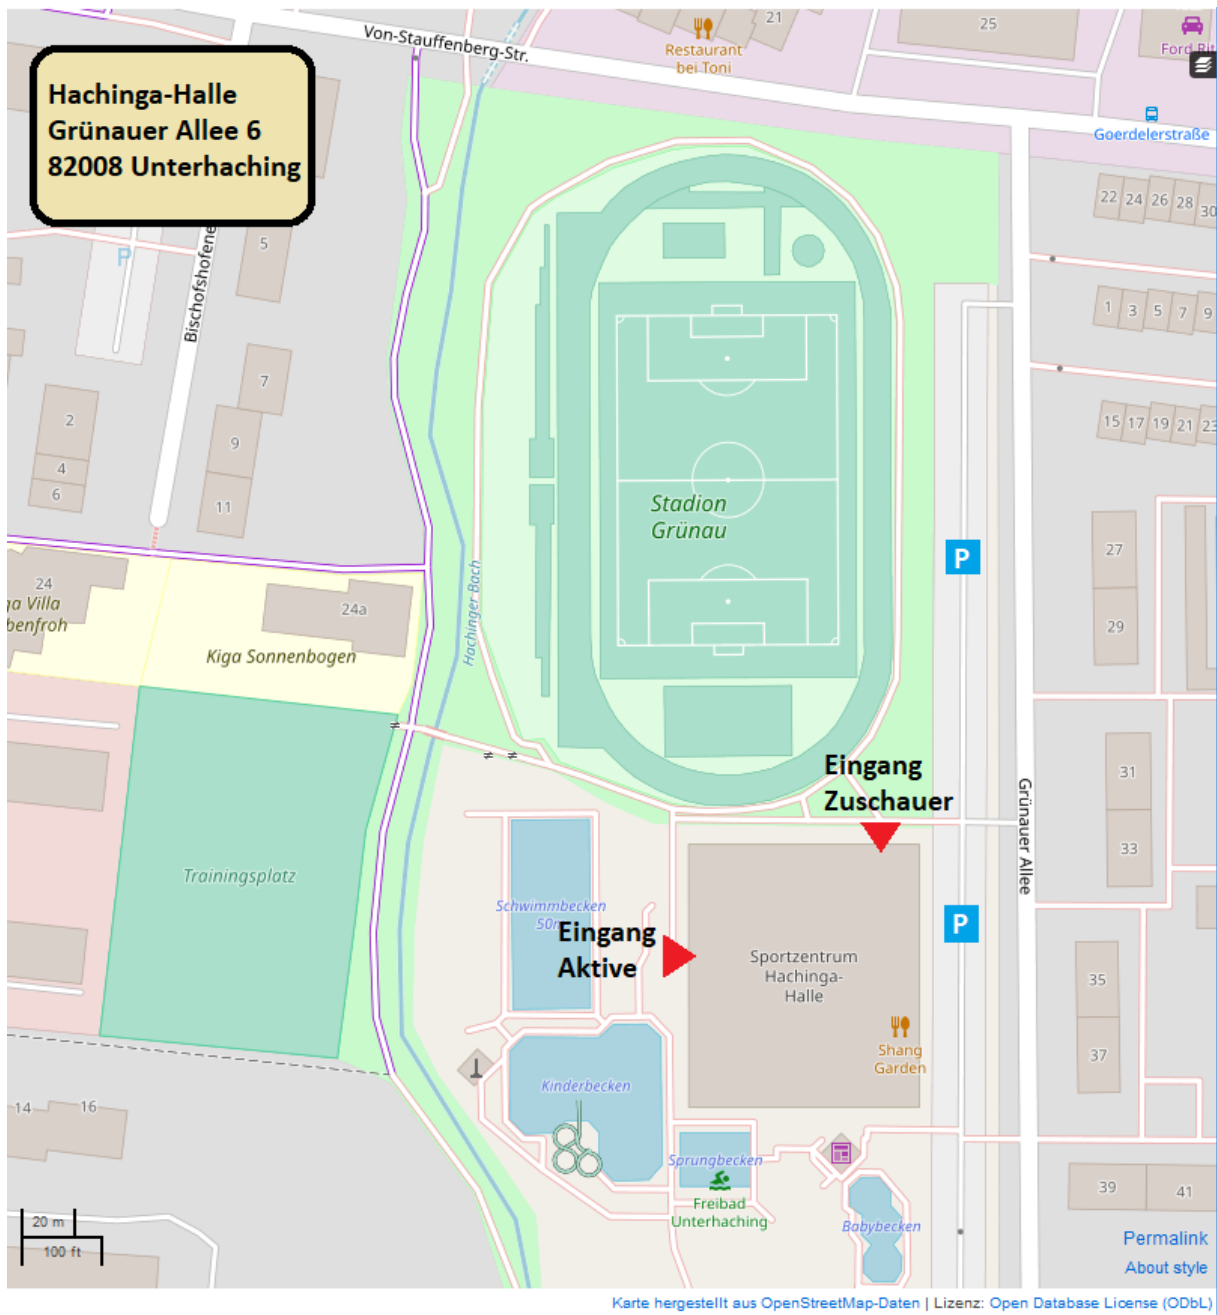 Von-Stauffenberg-Str.
Restaurant
bei Toni
21
25
Goerdelerstraße
Hachinga-Halle
Grünauer Allee 6
82008 Unterhaching
P
5
22 24 26 28 30
1 3 5 7 9
7
2
9
4
6
11
15 17 19 21 23
Stadion
Grünau
P
27
29
24
24a
Hachinger Bach
Kiga Sonnenbogen
31
33
Eingang
Zuschauer
Grünauer Allee
Trainingsplatz
Schwimmbecken
Eingang
Aktive
P
Sportzentrum
Hachinga-
Halle
35
37
Shang
Garden
Kinderbecken
14
16
Sprungbecken
Freibad
Unterhaching
Babybecken
39
41
20 m
100 ft
Permalink
About style
Karte hergestellt aus OpenStreetMap-Daten | Lizenz: Open Database License (ODbL)